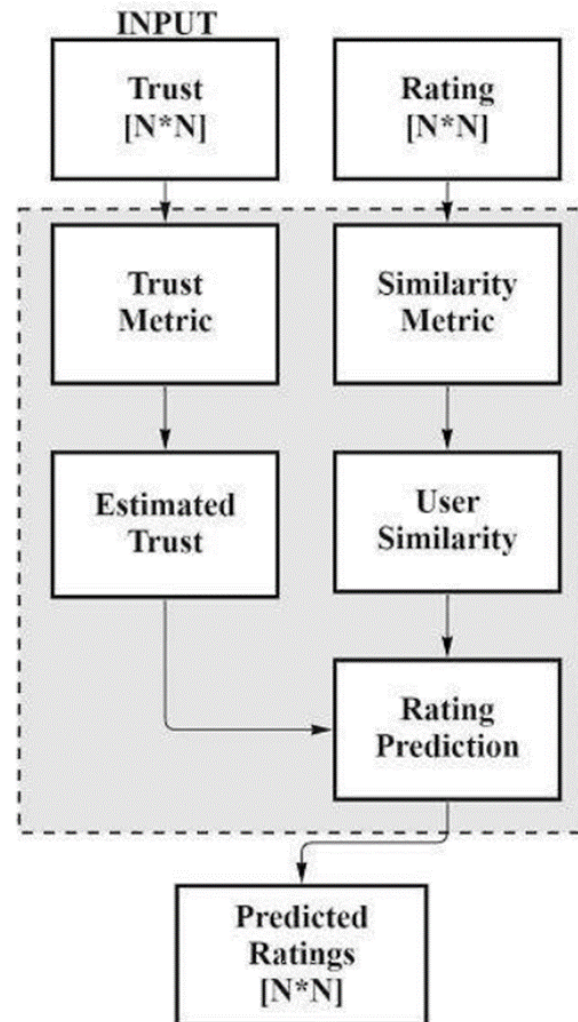 INPUT
Trust
[N*N]
Rating
[N*N]
Trust
Metric
Similarity
Metric
Estimated
Trust
User
Similarity
Rating
Prediction
Predicted
Ratings
[N*N]